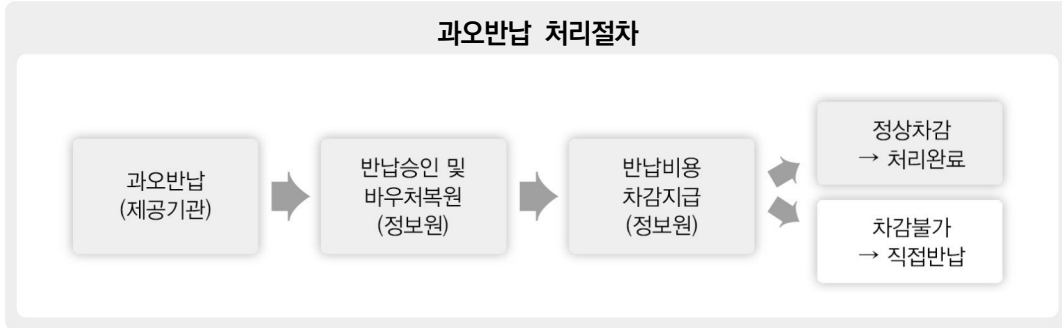 과오반납 처리절차
과오반납
(제공기관)
반납승인 및
바우처복원
(정보원)
반납비용
차감지급
(정보원)
정상차감
→ 처리완료
차감불가
→ 직접반납